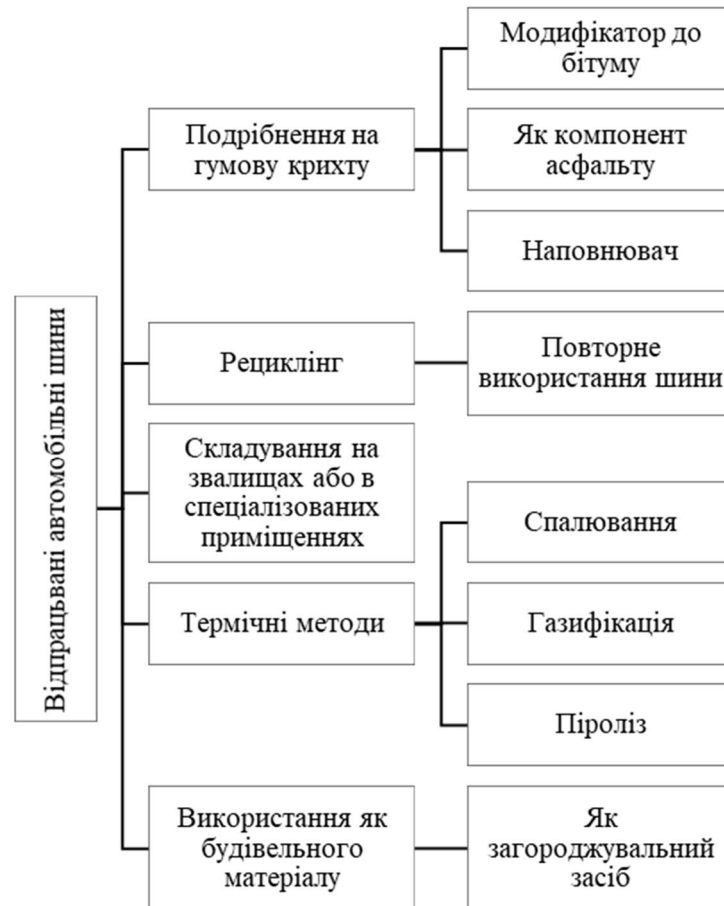 Відпрацьвані автомобільні шини
Подрібнення на
гумову крихту
Модифікатор до
бітуму
Як компонент
асфальту
Наповнювач
Рециклінг
Повторне
використання шини
Складування на
звалищах або в
спеціалізованих
приміщеннях
Термічні методи
Спалювання
Газифікація
Піроліз
Використання як
будівельного
матеріалу
Як
загороджувальний
засіб